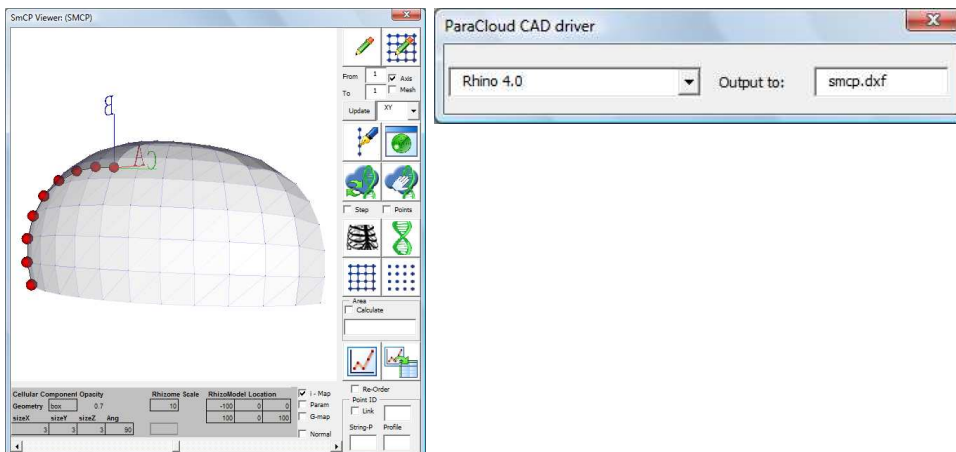 SmCP Viewer: (SMCP)
From 1 Axis
To 1 Mesh
Update XY
B
A C
Step Points
Area
Calculate
Re-Order
Point ID
Link
String-P Profile
Cellular Component Opasity Rhizome Scale RhizoModel Location i - Map
Geometry box 0.7 10 -100 0 0 Param
sizeX sizeY sizeZ Ang 100 0 100 G-map
3 3 3 90 Normal
ParaCloud CAD driver
Rhino 4.0 Output to: smcp.dxf